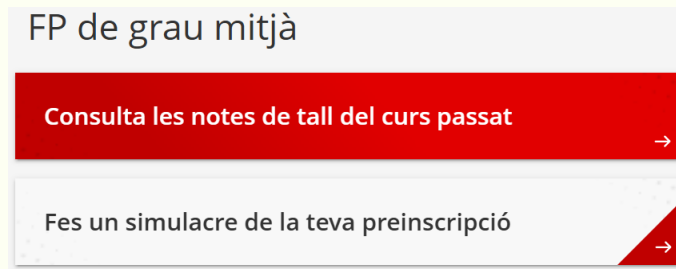 FP de grau mitjà
Consulta les notes de tall del curs passat
Fes un simulacre de la teva preinscripció